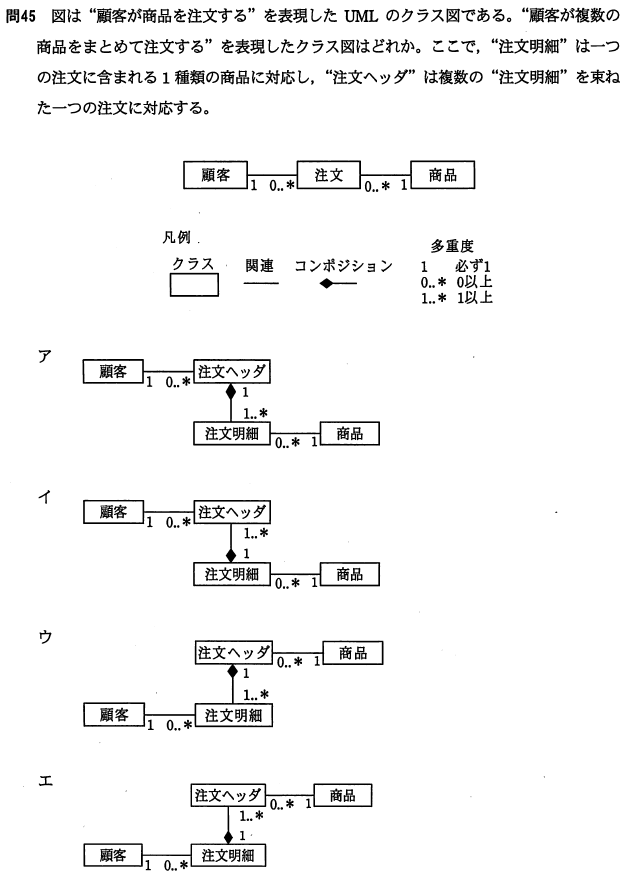 問45 図は“顧客が商品を注文する”を表現した UML のクラス図である。“顧客が複数の
商品をまとめて注文する”を表現したクラス図はどれか。ここで，“注文明細”は一つ
の注文に含まれる1種類の商品に対応し，“注文ヘッダ”は複数の“注文明細”を束ね
た一つの注文に対応する。
顧客 1 0..* 注文 0..* 1 商品
凡例
クラス 関連 コンポジション
多重度
1 必ず1
0..* 0以上
1..* 1以上
ア
顧客 1 0..* 注文ヘッダ
1
1..*
注文明細 0..* 1 商品
イ
顧客 1 0..* 注文ヘッダ
1..*
1
注文明細 0..* 1 商品
ウ
注文ヘッダ 0..* 1 商品
1
1..*
顧客 1 0..* 注文明細
エ
注文ヘッダ 0..* 1 商品
1..*
1
顧客 1 0..* 注文明細